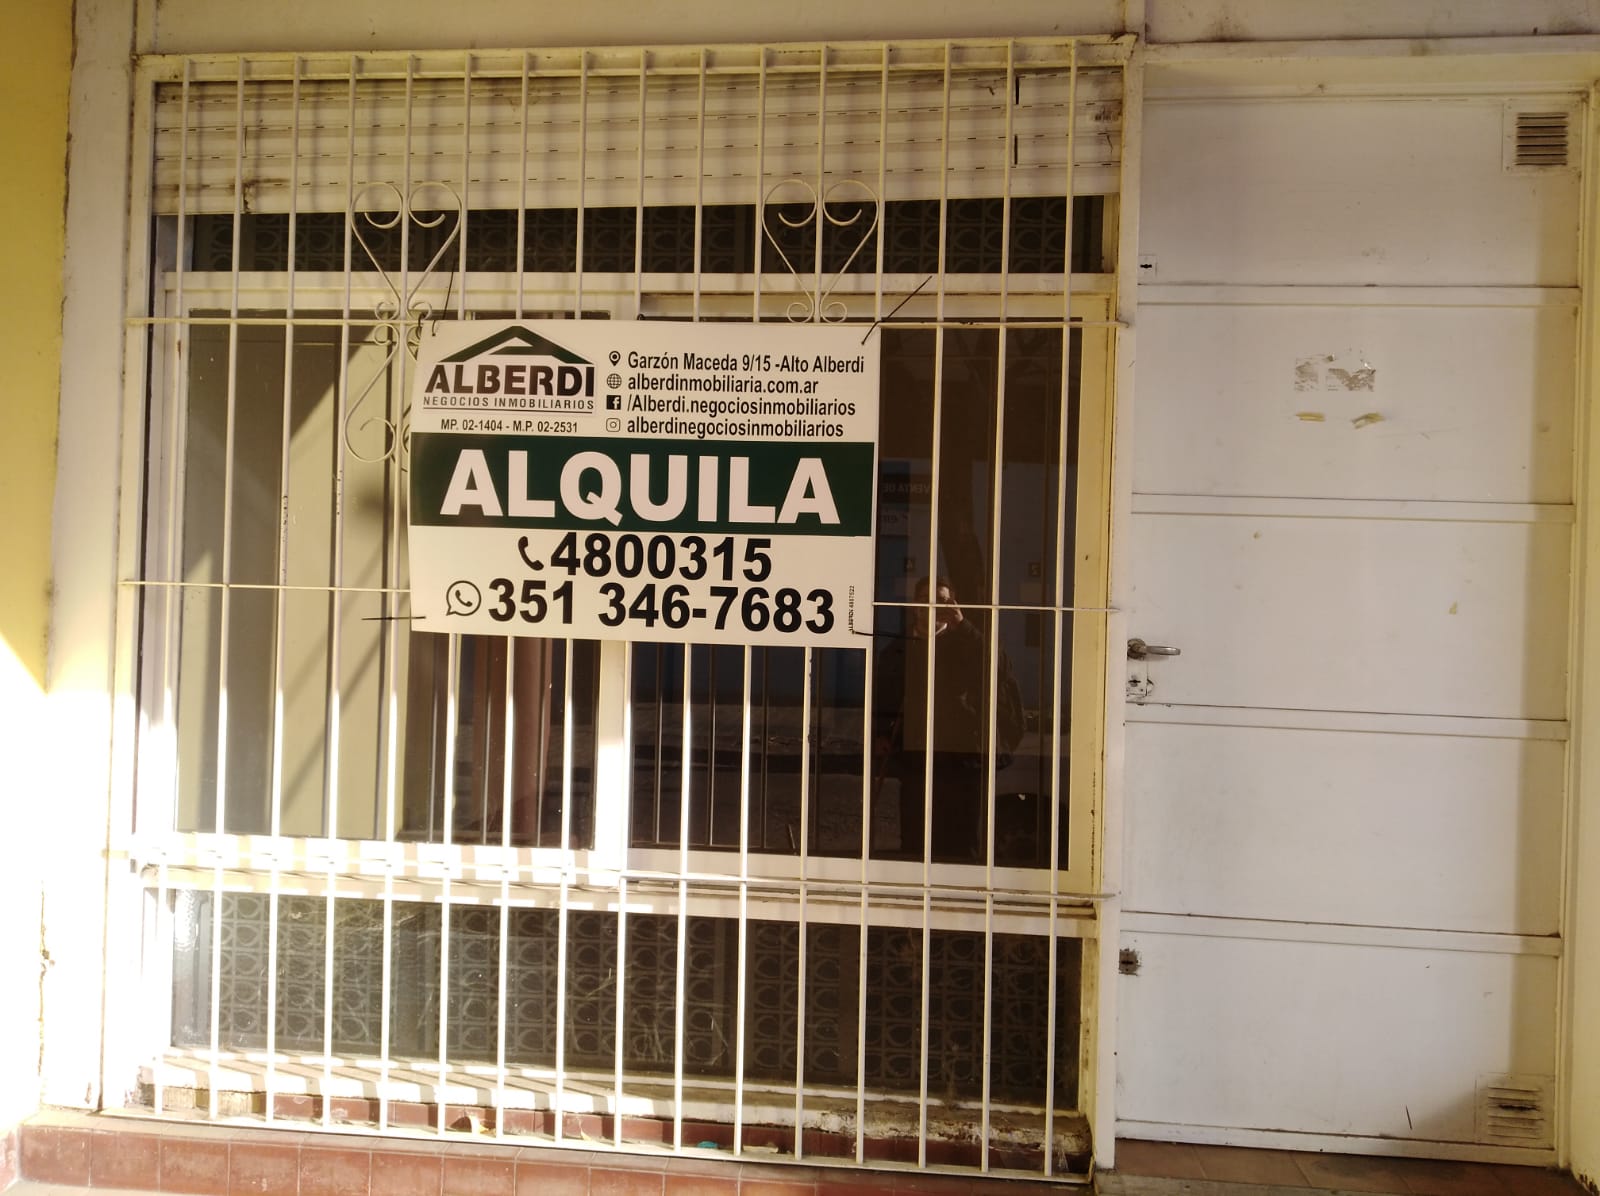 ALBERDI
NEGOCIOS INMOBILIARIOS
MP. 02-1404 - M.P. 02-2531
Garzón Maceda 9/15 -Alto Alberdi
alberdinmobiliaria.com.ar
/Alberdi.negociosinmobiliarios
alberdinegociosinmobiliarios
ALQUILA
4800315
351 346-7683